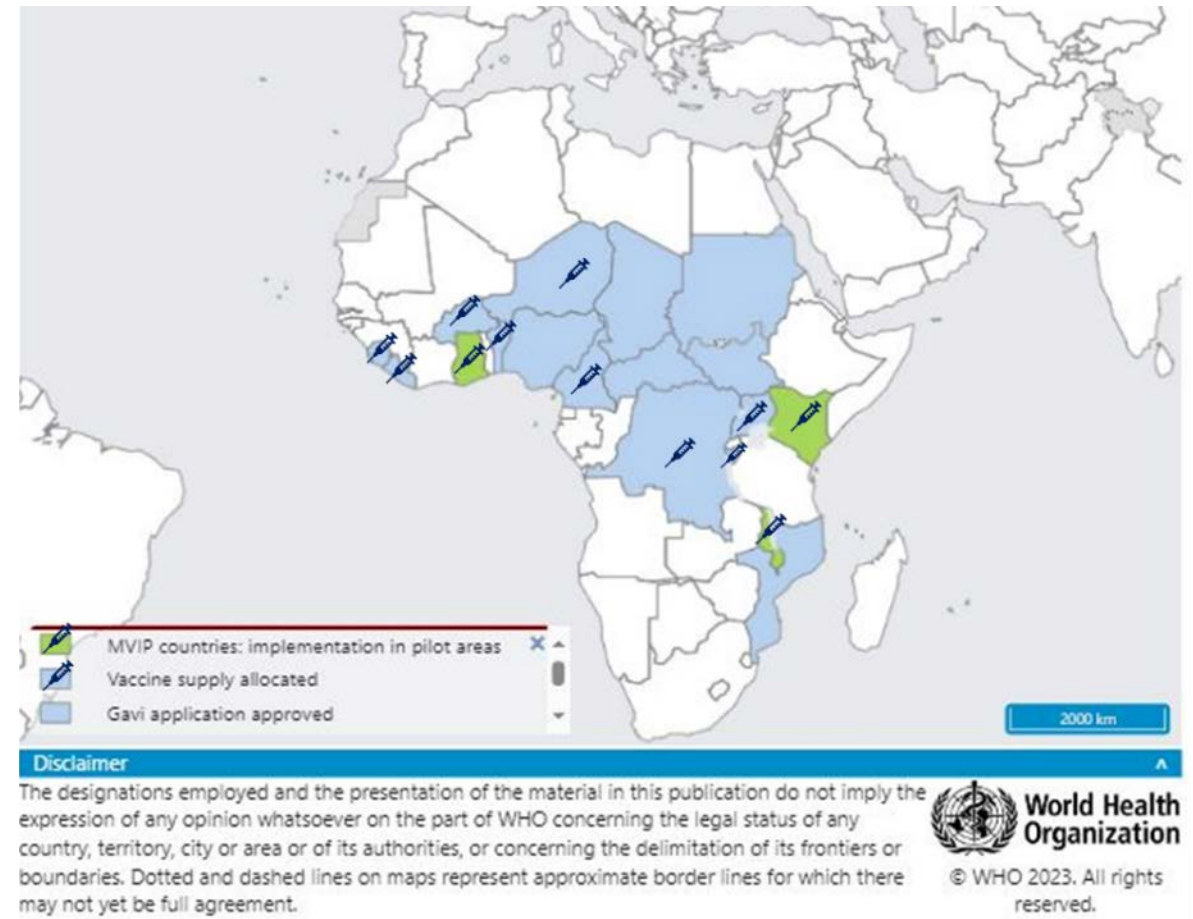 MVIP countries: implementation in pilot areas
Vaccine supply allocated
Gavi application approved
2000 km
Disclaimer
The designations employed and the presentation of the material in this publication do not imply the
expression of any opinion whatsoever on the part of WHO concerning the legal status of any
country, territory, city or area or of its authorities, or concerning the delimitation of its frontiers or
boundaries. Dotted and dashed lines on maps represent approximate border lines for which there
may not yet be full agreement.
World Health
Organization
© WHO 2023. All rights
reserved.